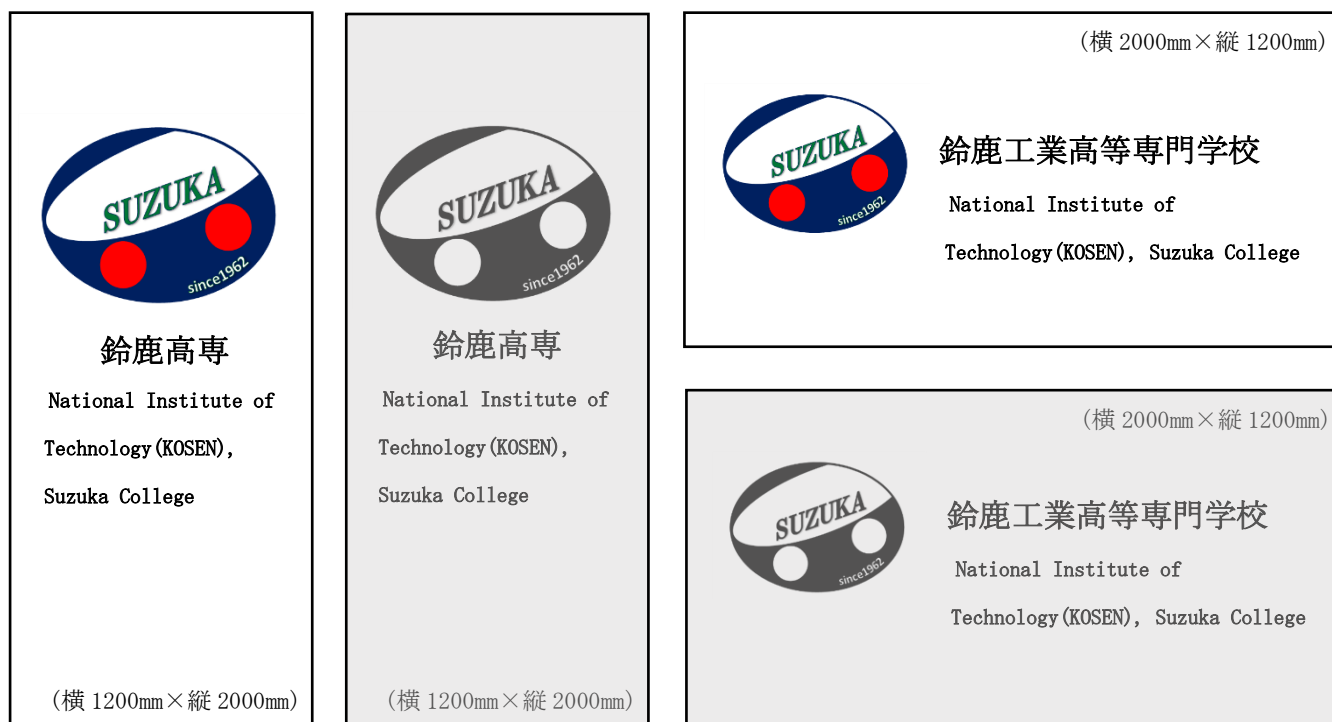 SUZUKA
since1962
鈴鹿高専
National Institute of
Technology(KOSEN),
Suzuka College
(横 1200mm×縦 2000mm)
SUZUKA
since1962
鈴鹿高専
National Institute of
Technology(KOSEN),
Suzuka College
(横 1200mm×縦 2000mm)
(横 2000mm×縦 1200mm)
SUZUKA
since1962
鈴鹿工業高等専門学校
National Institute of
Technology(KOSEN), Suzuka College
(横 2000mm×縦 1200mm)
SUZUKA
since1962
鈴鹿工業高等専門学校
National Institute of
Technology(KOSEN), Suzuka College